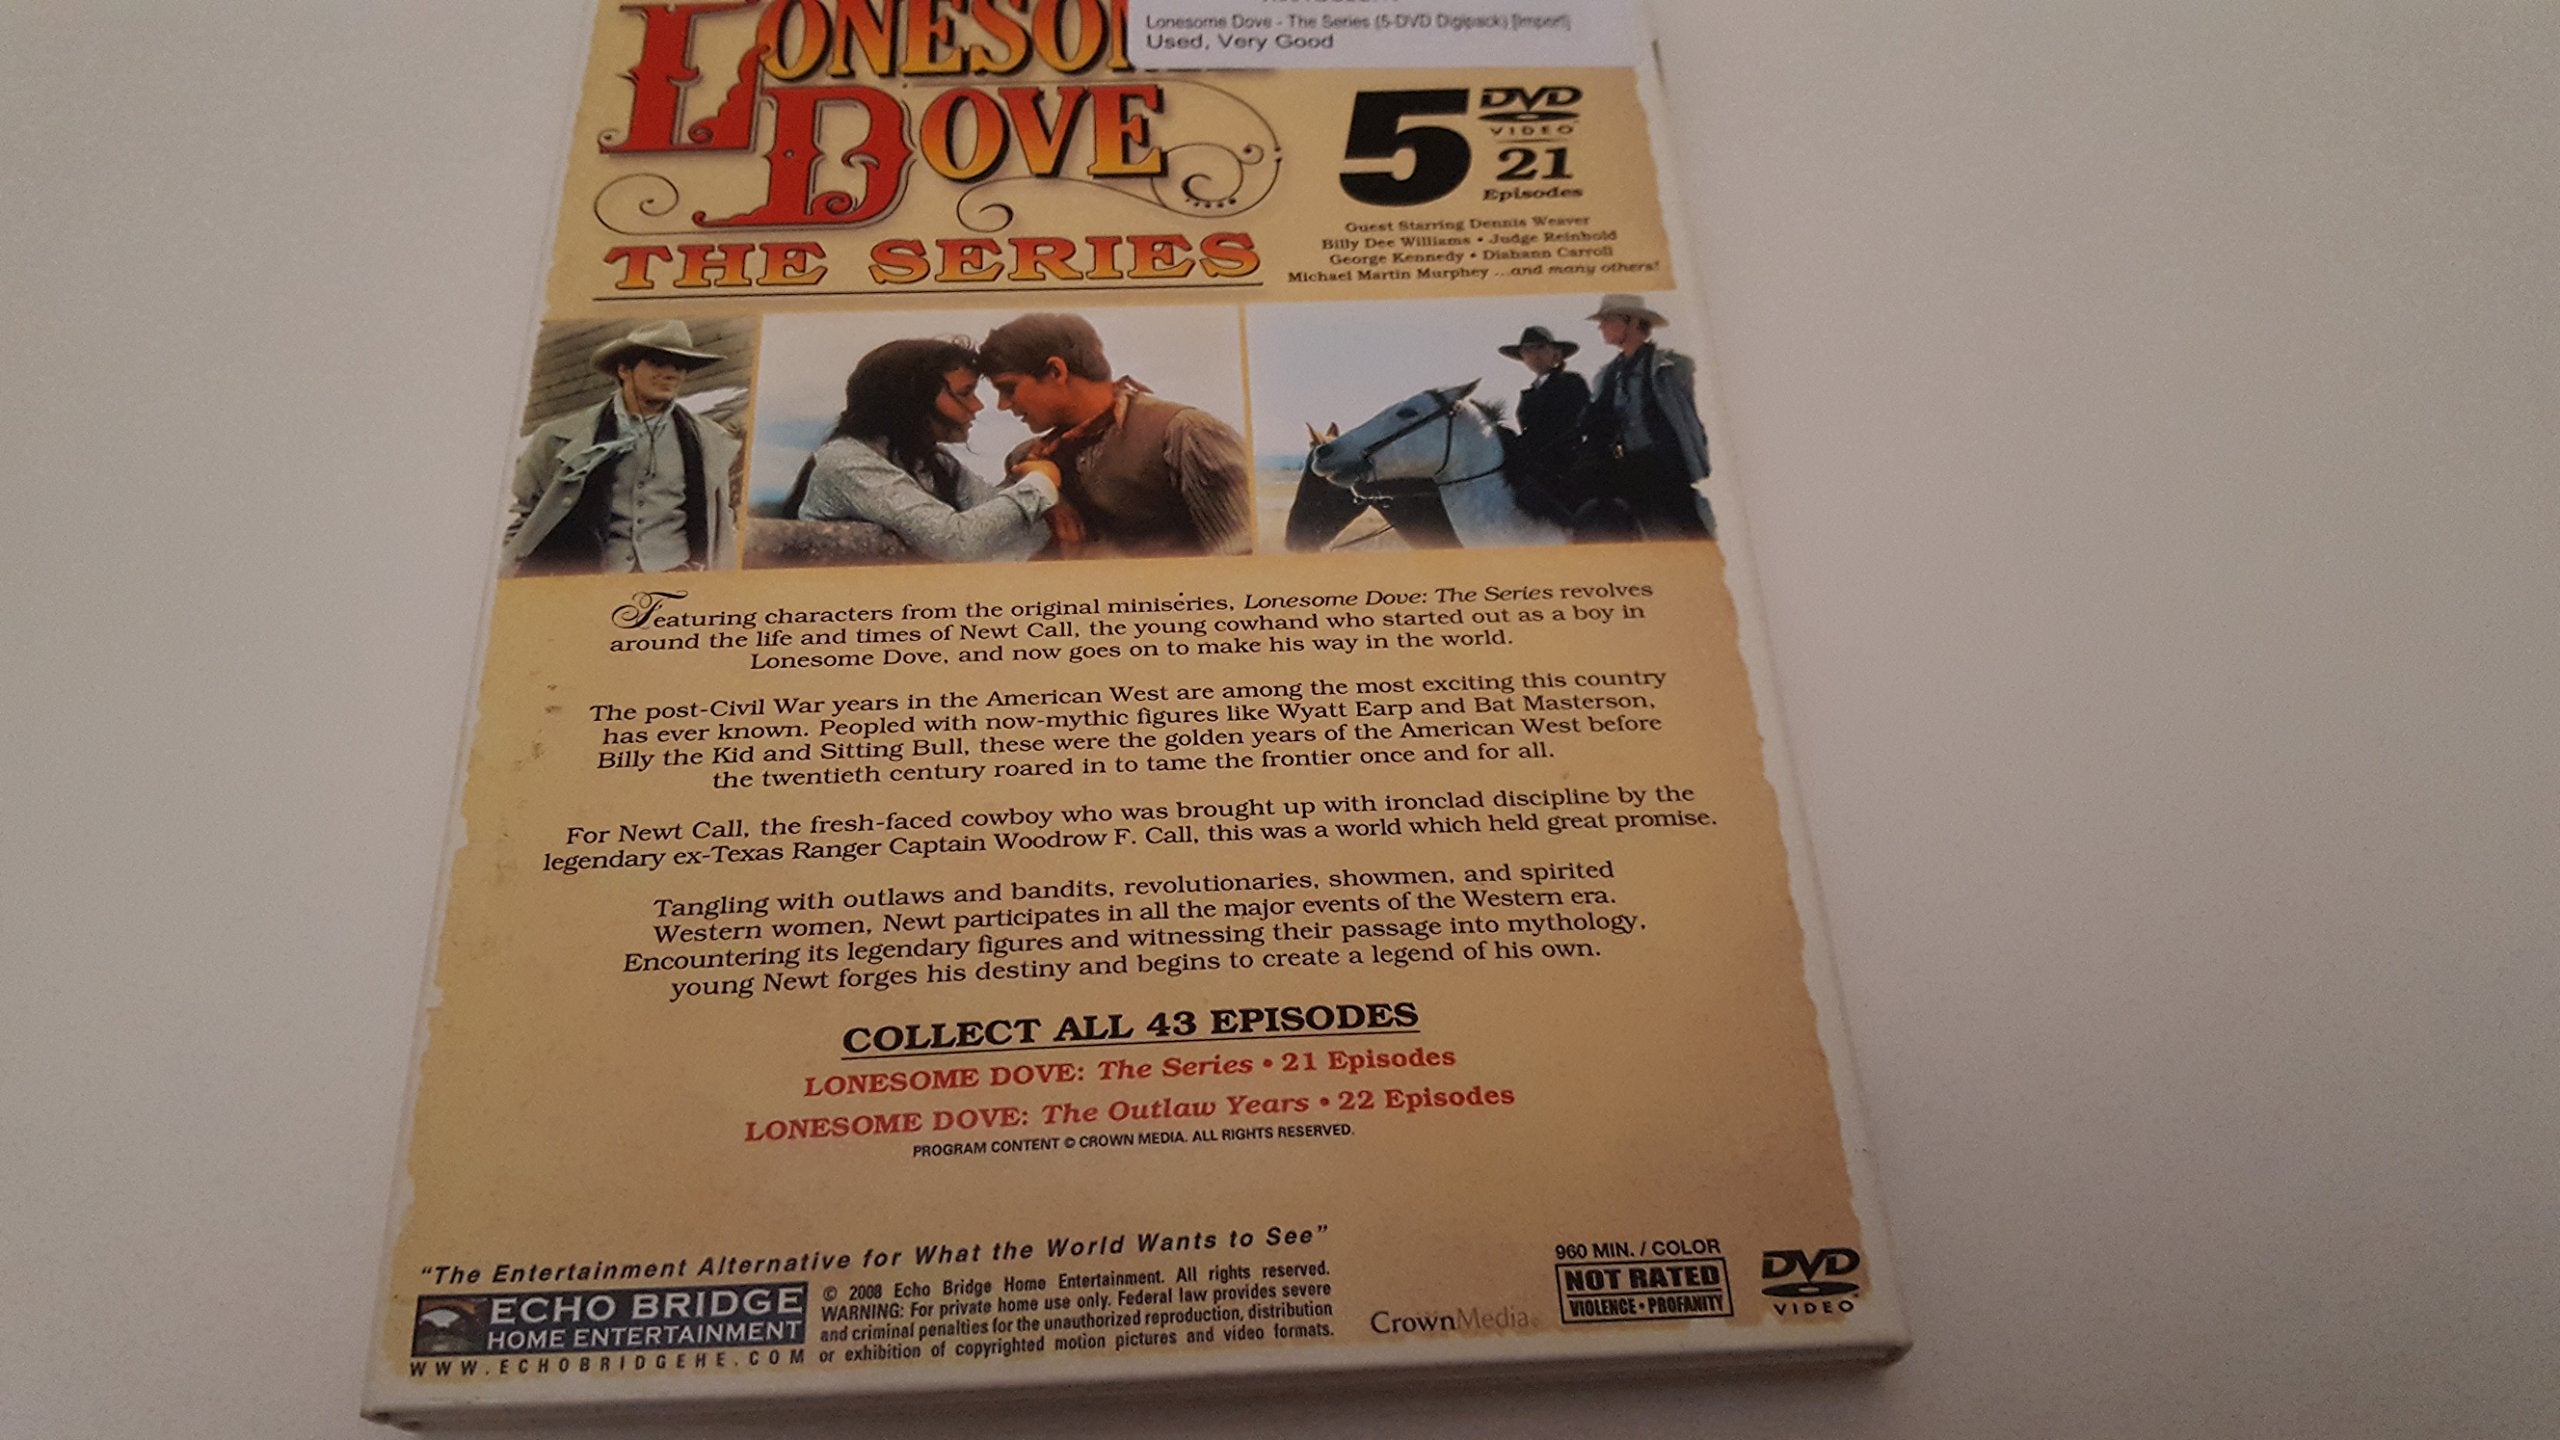 Lonesome Dove - The Series (5-DVD Digipack) [Import]
Used, Very Good
LONESOM
DOVE
THE SERIES
5 DVD
VIDEO
21
Episodes
Guest Starring Dennis Weaver
Billy Dee Williams • Judge Reinhold
George Kennedy • Diahann Carroll
Michael Martin Murphey ...and many others!
Featuring characters from the original miniseries, Lonesome Dove: The Series revolves
around the life and times of Newt Call, the young cowhand who started out as a boy in
Lonesome Dove, and now goes on to make his way in the world.
The post-Civil War years in the American West are among the most exciting this country
has ever known. Peopled with now-mythic figures like Wyatt Earp and Bat Masterson,
Billy the Kid and Sitting Bull, these were the golden years of the American West before
the twentieth century roared in to tame the frontier once and for all.
For Newt Call, the fresh-faced cowboy who was brought up with ironclad discipline by the
legendary ex-Texas Ranger Captain Woodrow F. Call, this was a world which held great promise.
Tangling with outlaws and bandits, revolutionaries, showmen, and spirited
Western women, Newt participates in all the major events of the Western era.
Encountering its legendary figures and witnessing their passage into mythology,
young Newt forges his destiny and begins to create a legend of his own.
COLLECT ALL 43 EPISODES
LONESOME DOVE: The Series • 21 Episodes
LONESOME DOVE: The Outlaw Years • 22 Episodes
PROGRAM CONTENT © CROWN MEDIA. ALL RIGHTS RESERVED.
"The Entertainment Alternative for What the World Wants to See"
ECHO BRIDGE
HOME ENTERTAINMENT
WWW.ECHOBRIDGEHE.COM
© 2008 Echo Bridge Home Entertainment. All rights reserved.
WARNING: For private home use only. Federal law provides severe
and criminal penalties for the unauthorized reproduction, distribution
or exhibition of copyrighted motion pictures and video formats.
CrownMedia
960 MIN. / COLOR
NOT RATED
VIOLENCE • PROFANITY
DVD
VIDEO